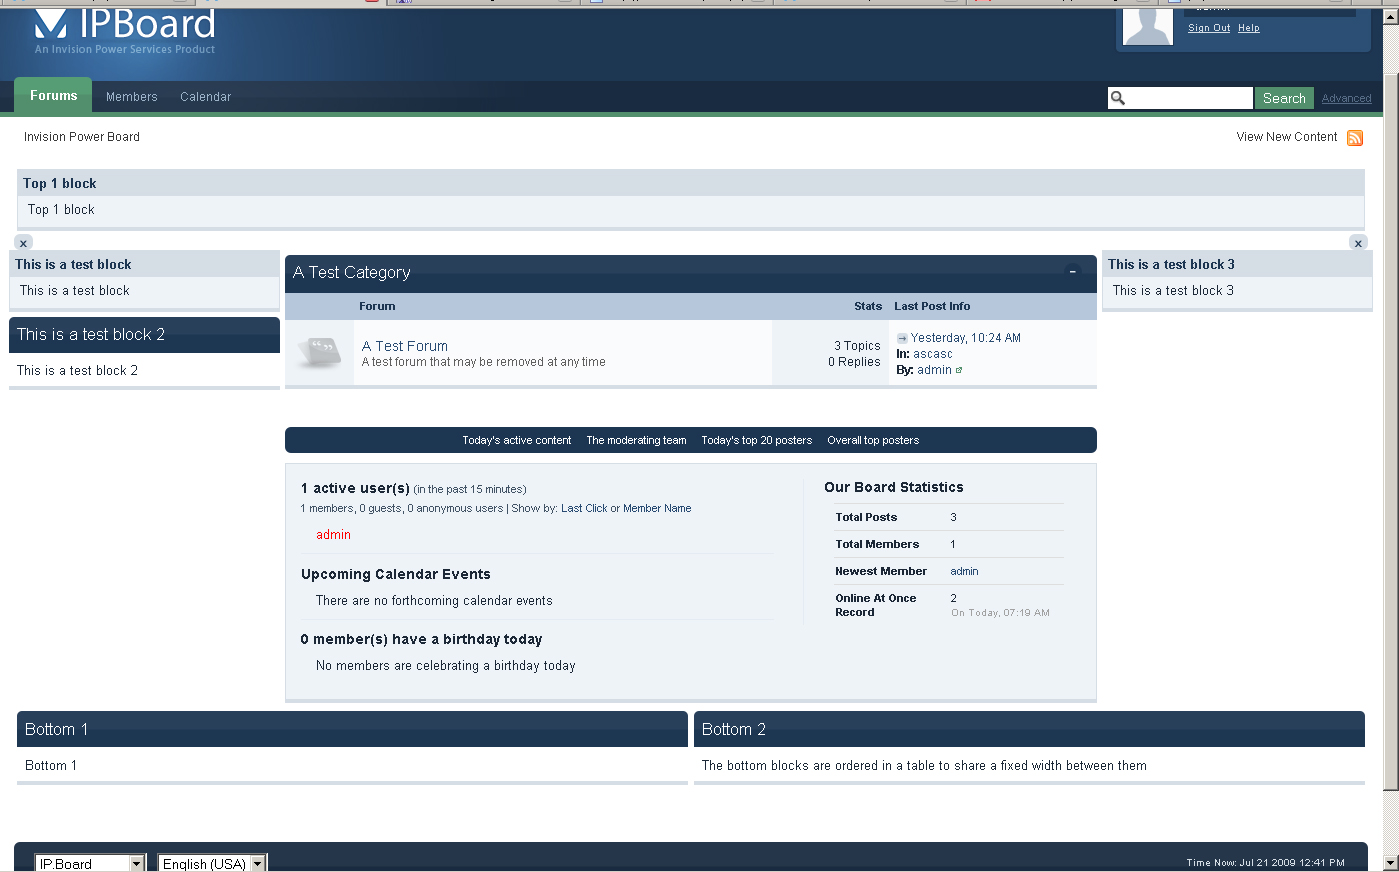 IPBoard
An Invision Power Services Product
Sign Out Help
Forums Members Calendar
Search Advanced
Invision Power Board
View New Content
Top 1 block
Top 1 block
x
x
This is a test block
This is a test block
This is a test block 2
This is a test block 2
A Test Category
Forum Stats Last Post Info
A Test Forum
A test forum that may be removed at any time
3 Topics
0 Replies
Yesterday, 10:24 AM
In: ascasc
By: admin
This is a test block 3
This is a test block 3
Today's active content The moderating team Today's top 20 posters Overall top posters
1 active user(s) (in the past 15 minutes)
1 members, 0 guests, 0 anonymous users | Show by: Last Click or Member Name
admin
Upcoming Calendar Events
There are no forthcoming calendar events
0 member(s) have a birthday today
No members are celebrating a birthday today
Our Board Statistics
Total Posts 3
Total Members 1
Newest Member admin
Online At Once Record 2
On Today, 07:19 AM
Bottom 1
Bottom 1
Bottom 2
The bottom blocks are ordered in a table to share a fixed width between them
IP.Board English (USA)
Time Now: Jul 21 2009 12:41 PM